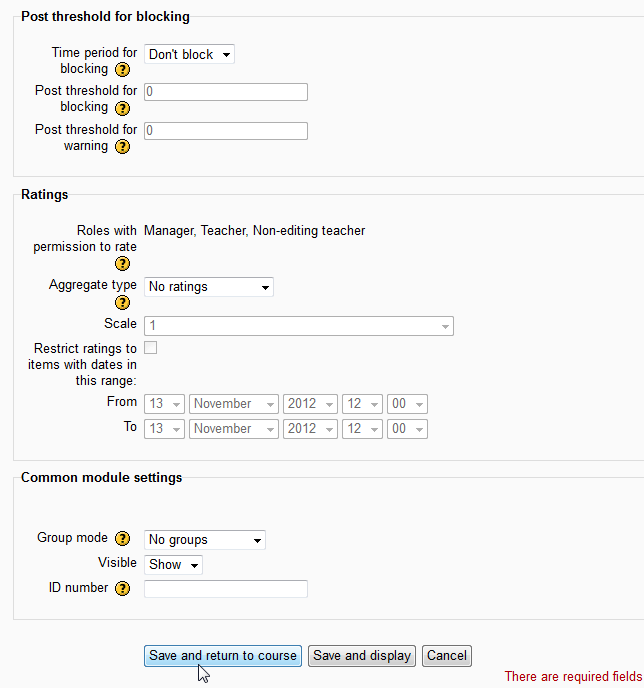 Post threshold for blocking
Time period for Don't block
blocking ?
Post threshold for 0
blocking ?
Post threshold for 0
warning ?
Ratings
Roles with Manager, Teacher, Non-editing teacher
permission to rate
?
Aggregate type No ratings
?
Scale 1
Restrict ratings to
items with dates in
this range:
From 13 November 2012 12 00
To 13 November 2012 12 00
Common module settings
Group mode ? No groups
Visible Show
ID number ?
Save and return to course Save and display Cancel
There are required fields